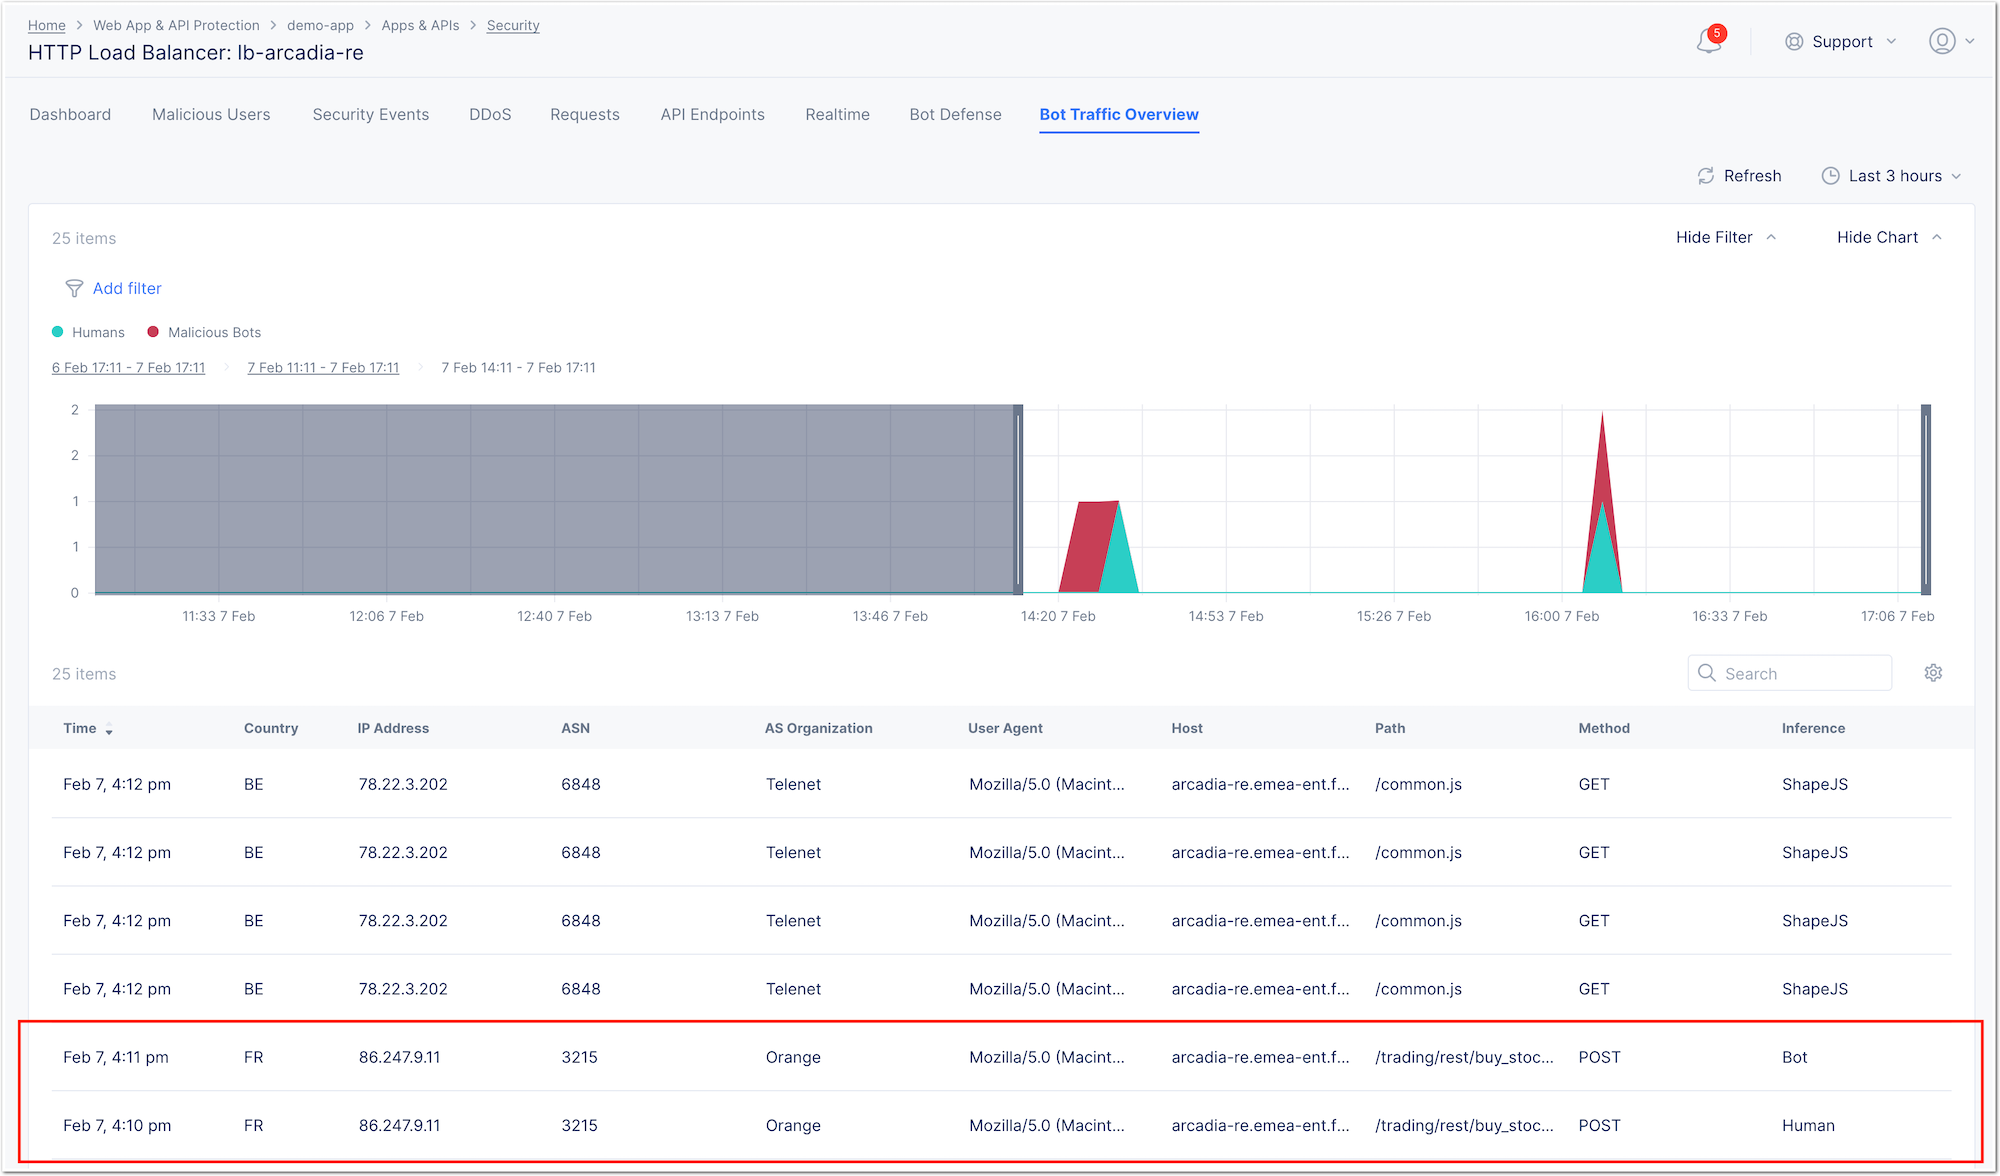 Home > Web App & API Protection > demo-app > Apps & APIs > Security
HTTP Load Balancer: lb-arcadia-re
5
Support
Dashboard Malicious Users Security Events DDoS Requests API Endpoints Realtime Bot Defense Bot Traffic Overview
Refresh Last 3 hours
25 items Hide Filter Hide Chart
Add filter
Humans Malicious Bots
6 Feb 17:11 - 7 Feb 17:11 > 7 Feb 11:11 - 7 Feb 17:11 > 7 Feb 14:11 - 7 Feb 17:11
2
2
1
1
0
11:33 7 Feb 12:06 7 Feb 12:40 7 Feb 13:13 7 Feb 13:46 7 Feb 14:20 7 Feb 14:53 7 Feb 15:26 7 Feb 16:00 7 Feb 16:33 7 Feb 17:06 7 Feb
25 items Search
Time Country IP Address ASN AS Organization User Agent Host Path Method Inference
Feb 7, 4:12 pm BE 78.22.3.202 6848 Telenet Mozilla/5.0 (Macint... arcadia-re.emea-ent.f... /common.js GET ShapeJS
Feb 7, 4:12 pm BE 78.22.3.202 6848 Telenet Mozilla/5.0 (Macint... arcadia-re.emea-ent.f... /common.js GET ShapeJS
Feb 7, 4:12 pm BE 78.22.3.202 6848 Telenet Mozilla/5.0 (Macint... arcadia-re.emea-ent.f... /common.js GET ShapeJS
Feb 7, 4:12 pm BE 78.22.3.202 6848 Telenet Mozilla/5.0 (Macint... arcadia-re.emea-ent.f... /common.js GET ShapeJS
Feb 7, 4:11 pm FR 86.247.9.11 3215 Orange Mozilla/5.0 (Macint... arcadia-re.emea-ent.f... /trading/rest/buy_stoc... POST Bot
Feb 7, 4:10 pm FR 86.247.9.11 3215 Orange Mozilla/5.0 (Macint... arcadia-re.emea-ent.f... /trading/rest/buy_stoc... POST Human